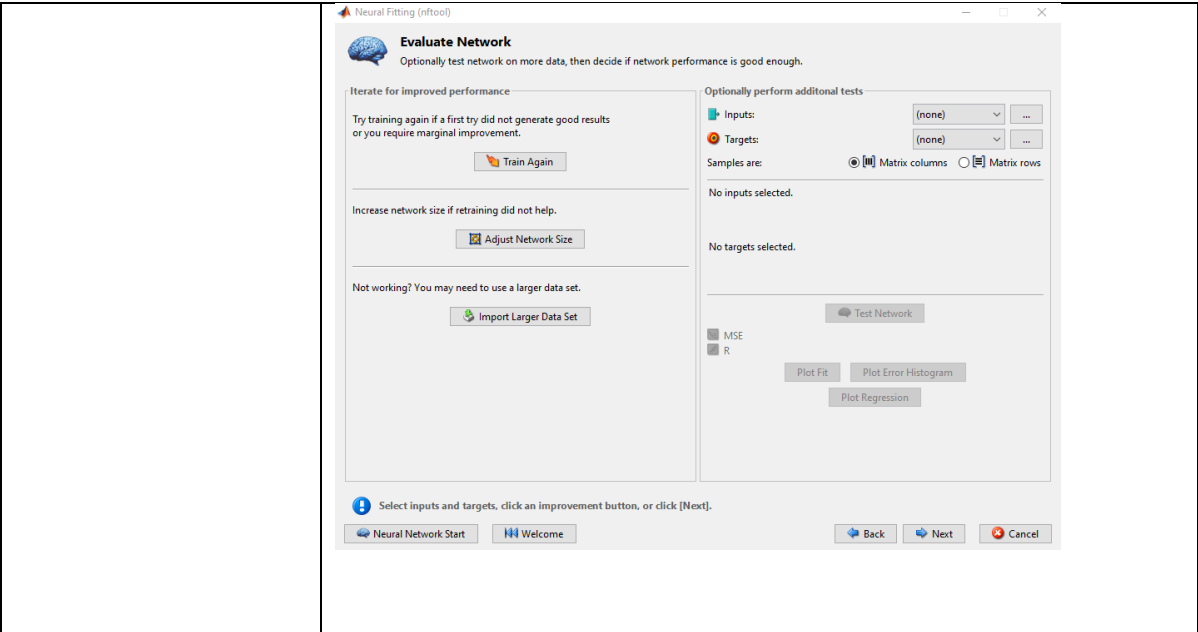 Neural Fitting (nftool)
Evaluate Network
Optionally test network on more data, then decide if network performance is good enough.
Iterate for improved performance
Try training again if a first try did not generate good results
or you require marginal improvement.
Train Again
Increase network size if retraining did not help.
Adjust Network Size
Not working? You may need to use a larger data set.
Import Larger Data Set
Optionally perform additonal tests
Inputs: (none) ...
Targets: (none) ...
Samples are: Matrix columns Matrix rows
No inputs selected.
No targets selected.
Test Network
MSE
R
Plot Fit Plot Error Histogram
Plot Regression
Select inputs and targets, click an improvement button, or click [Next].
Neural Network Start Welcome Back Next Cancel